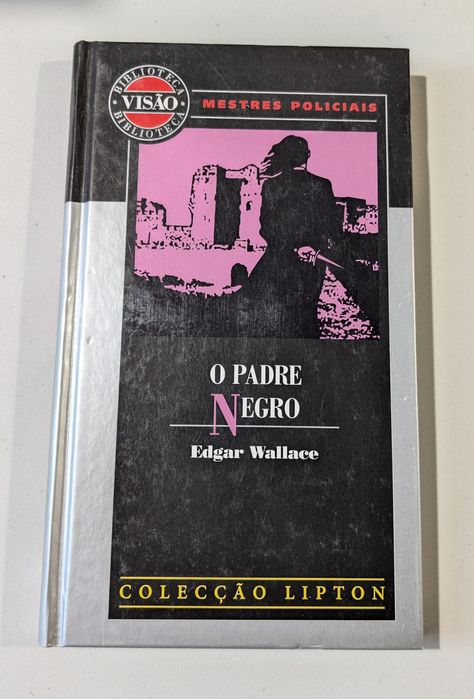 BIBLIOTECA
VISÃO
BIBLIOTECA
MESTRES POLICIAIS
O PADRE
NEGRO
Edgar Wallace
COLECÇÃO LIPTON